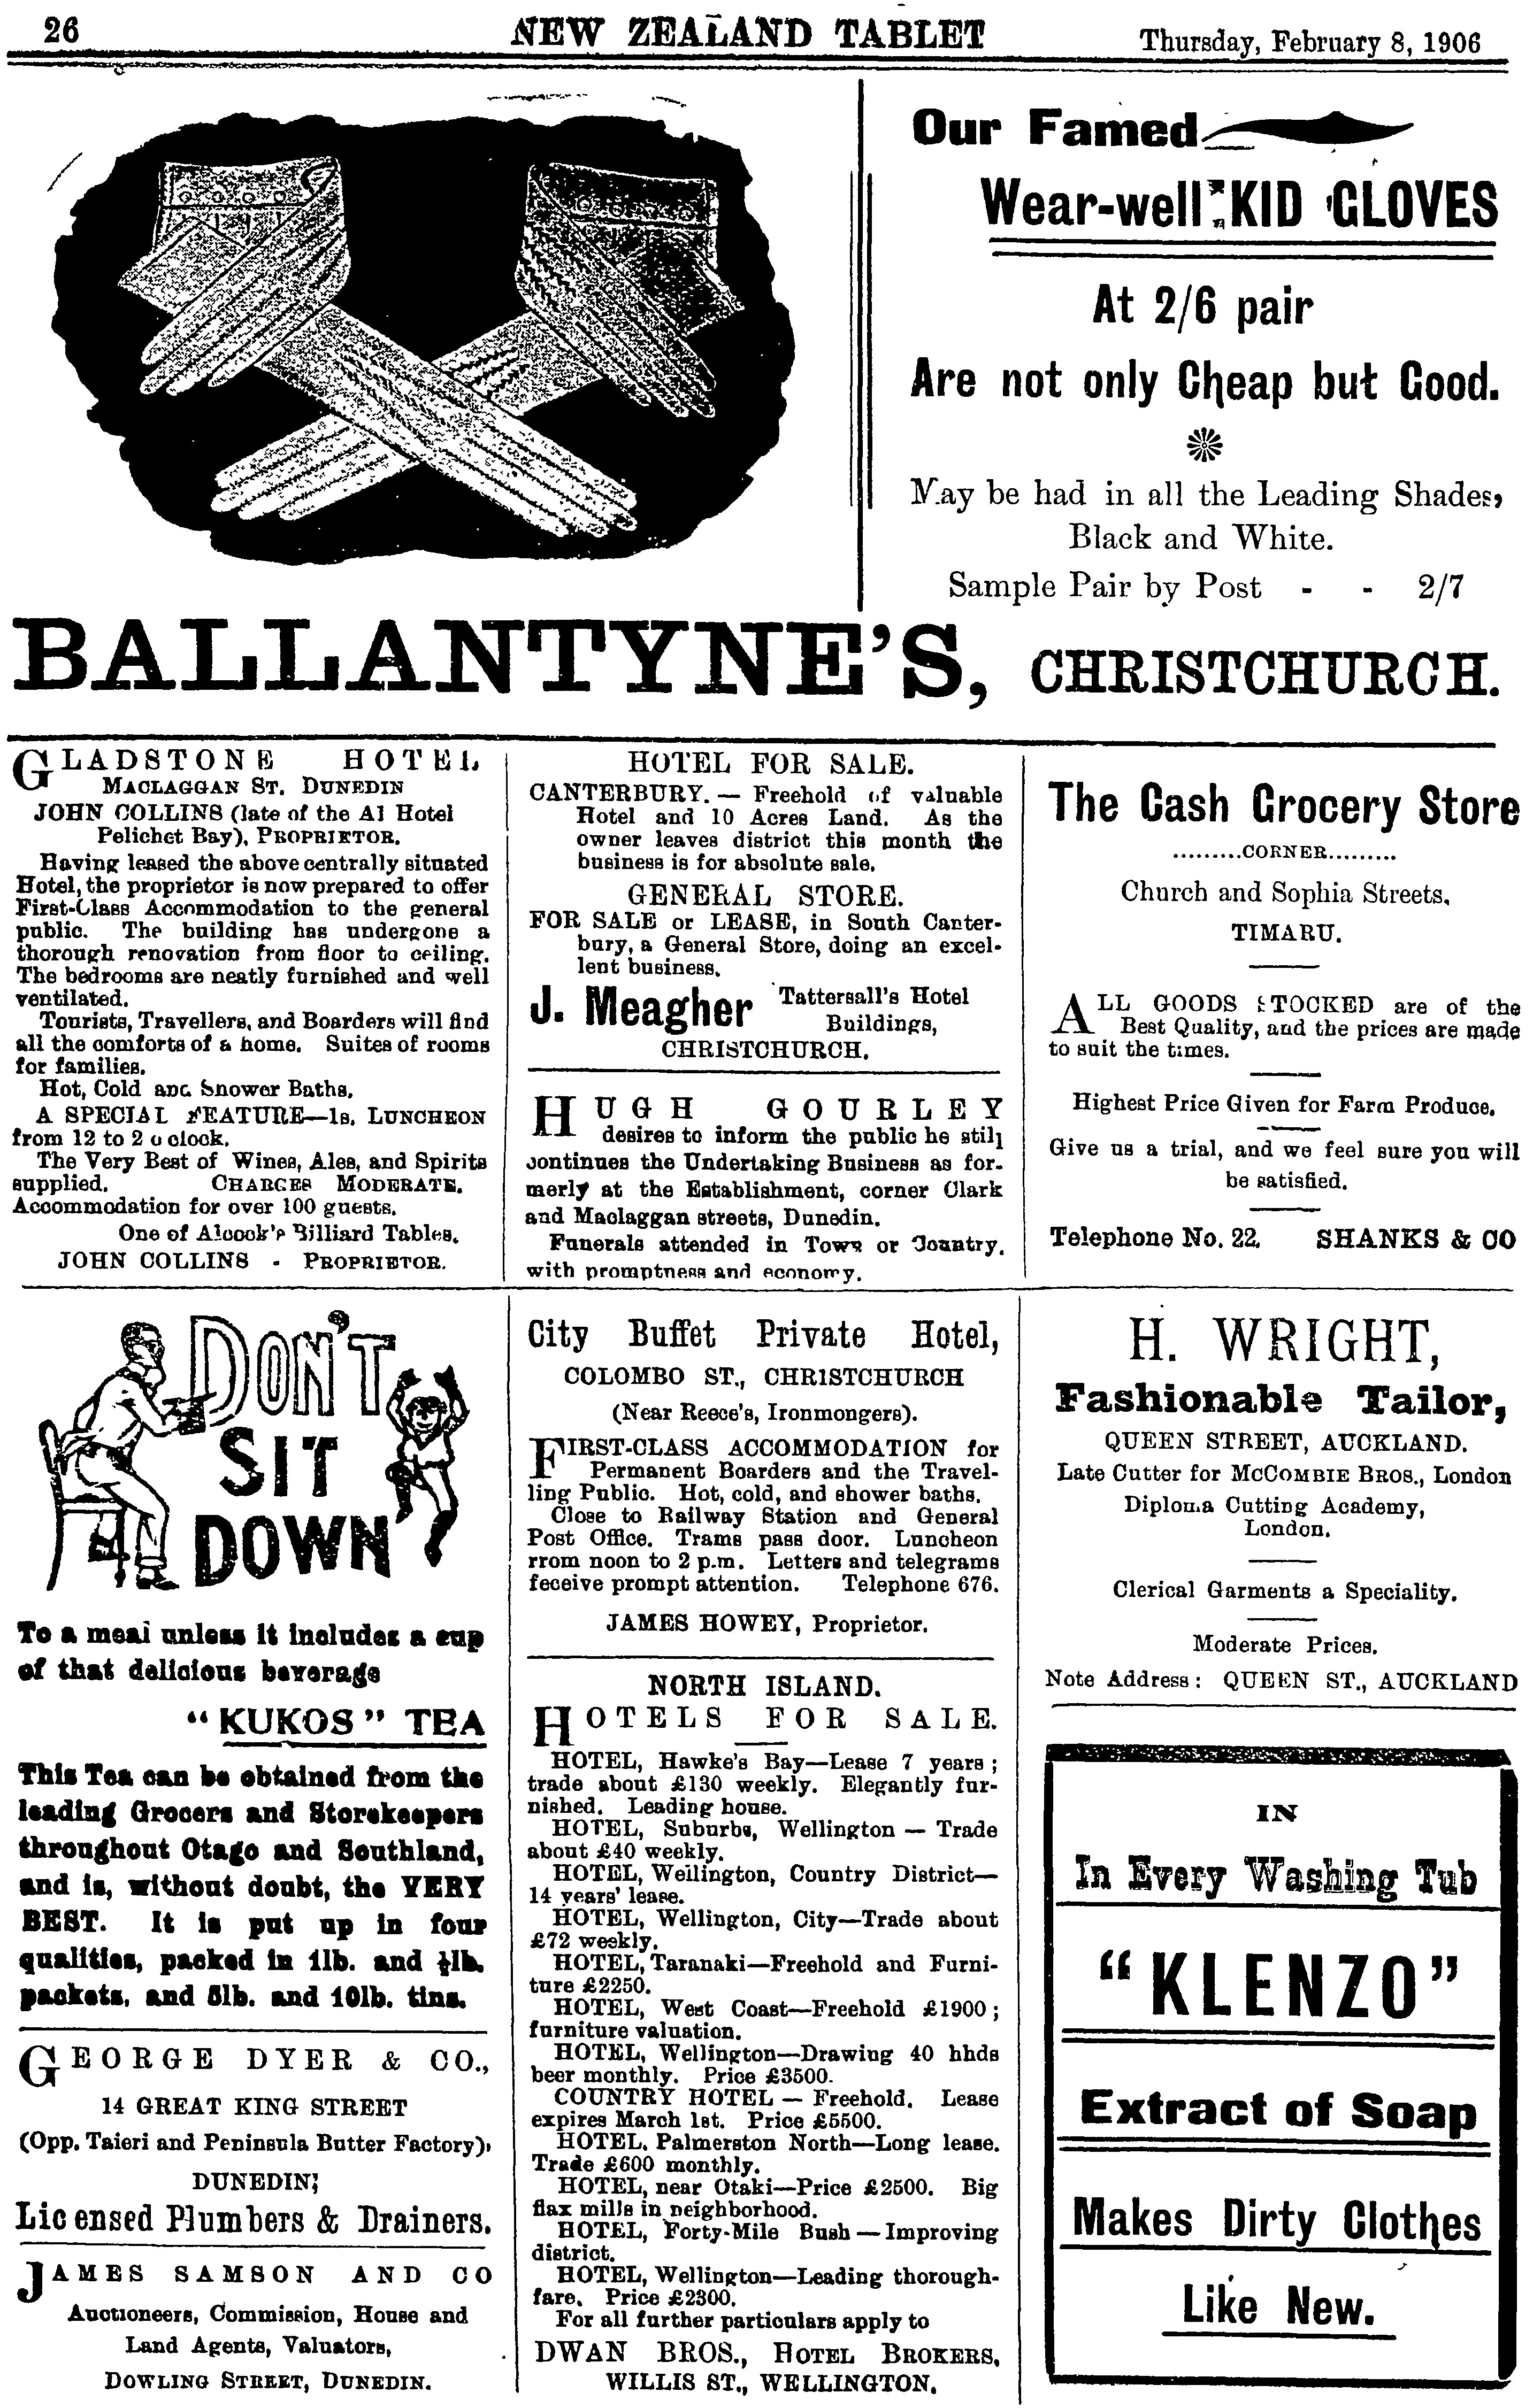 26
NEW ZEALAND TABLET
Thursday, February 8, 1906
Our Famed
Wear-well KID GLOVES
At 2/6 pair
Are not only Cheap but Good.
May be had in all the Leading Shades,
Black and White.
Sample Pair by Post - - 2/7
BALLANTYNE'S, CHRISTCHURCH.
GLADSTONE HOTEL
MACLAGGAN ST. DUNEDIN
JOHN COLLINS (late of the A1 Hotel
Pelichet Bay), PROPRIETOR.
Having leased the above centrally situated
Hotel, the proprietor is now prepared to offer
First-Class Accommodation to the general
public. The building has undergone a
thorough renovation from floor to ceiling.
The bedrooms are neatly furnished and well
ventilated.
Tourists, Travellers, and Boarders will find
all the comforts of a home. Suites of rooms
for families.
Hot, Cold and Shower Baths.
A SPECIAL FEATURE—1s. LUNCHEON
from 12 to 2 o clock.
The Very Best of Wines, Ales, and Spirits
supplied. CHARGES MODERATE.
Accommodation for over 100 guests.
One of Alcock's Billiard Tables.
JOHN COLLINS - PROPRIETOR.
HOTEL FOR SALE.
CANTERBURY. — Freehold of valuable
Hotel and 10 Acres Land. As the
owner leaves district this month the
business is for absolute sale.
GENERAL STORE.
FOR SALE or LEASE, in South Canter-
bury, a General Store, doing an excel-
lent business.
J. Meagher Tattersall's Hotel
Buildings,
CHRISTCHURCH.
HUGH GOURLEY
desires to inform the public he still
continues the Undertaking Business as for-
merly at the Establishment, corner Clark
and Maclaggan streets, Dunedin.
Funerals attended in Town or Country.
with promptness and economy.
The Cash Grocery Store
.........CORNER.........
Church and Sophia Streets,
TIMARU.
ALL GOODS STOCKED are of the
Best Quality, and the prices are made
to suit the times.
Highest Price Given for Farm Produce.
Give us a trial, and we feel sure you will
be satisfied.
Telephone No. 22. SHANKS & CO
DON'T
SIT
DOWN
To a meal unless it includes a cup
of that delicious beverage
"KUKOS" TEA
This Tea can be obtained from the
leading Grocers and Storekeepers
throughout Otago and Southland,
and is, without doubt, the VERY
BEST. It is put up in four
qualities, packed in 1lb. and ½lb.
packets, and 5lb. and 10lb. tins.
GEORGE DYER & CO.,
14 GREAT KING STREET
(Opp. Taieri and Peninsula Butter Factory),
DUNEDIN;
Licensed Plumbers & Drainers.
JAMES SAMSON AND CO
Auctioneers, Commission, House and
Land Agents, Valuators,
DOWLING STREET, DUNEDIN.
City Buffet Private Hotel,
COLOMBO ST., CHRISTCHURCH
(Near Reece's, Ironmongers).
FIRST-CLASS ACCOMMODATION for
Permanent Boarders and the Travel-
ling Public. Hot, cold, and shower baths.
Close to Railway Station and General
Post Office. Trams pass door. Luncheon
rrom noon to 2 p.m. Letters and telegrams
feceive prompt attention. Telephone 676.
JAMES HOWEY, Proprietor.
NORTH ISLAND.
HOTELS FOR SALE.
HOTEL, Hawke's Bay—Lease 7 years;
trade about £130 weekly. Elegantly fur-
nished. Leading house.
HOTEL, Suburbs, Wellington — Trade
about £40 weekly.
HOTEL, Wellington, Country District—
14 years' lease.
HOTEL, Wellington, City—Trade about
£72 weekly.
HOTEL, Taranaki—Freehold and Furni-
ture £2250.
HOTEL, West Coast—Freehold £1900;
furniture valuation.
HOTEL, Wellington—Drawing 40 hhds
beer monthly. Price £3500.
COUNTRY HOTEL — Freehold. Lease
expires March 1st. Price £5500.
HOTEL, Palmerston North—Long lease.
Trade £600 monthly.
HOTEL, near Otaki—Price £2500. Big
flax mills in neighborhood.
HOTEL, Forty-Mile Bush — Improving
district.
HOTEL, Wellington—Leading thorough-
fare. Price £2300.
For all further particulars apply to
DWAN BROS., HOTEL BROKERS,
WILLIS ST., WELLINGTON.
H. WRIGHT,
Fashionable Tailor,
QUEEN STREET, AUCKLAND.
Late Cutter for McCOMBIE BROS., London
Diploma Cutting Academy,
London.
Clerical Garments a Speciality.
Moderate Prices.
Note Address: QUEEN ST., AUCKLAND
IN
In Every Washing Tub
"KLENZO"
Extract of Soap
Makes Dirty Clothes
Like New.